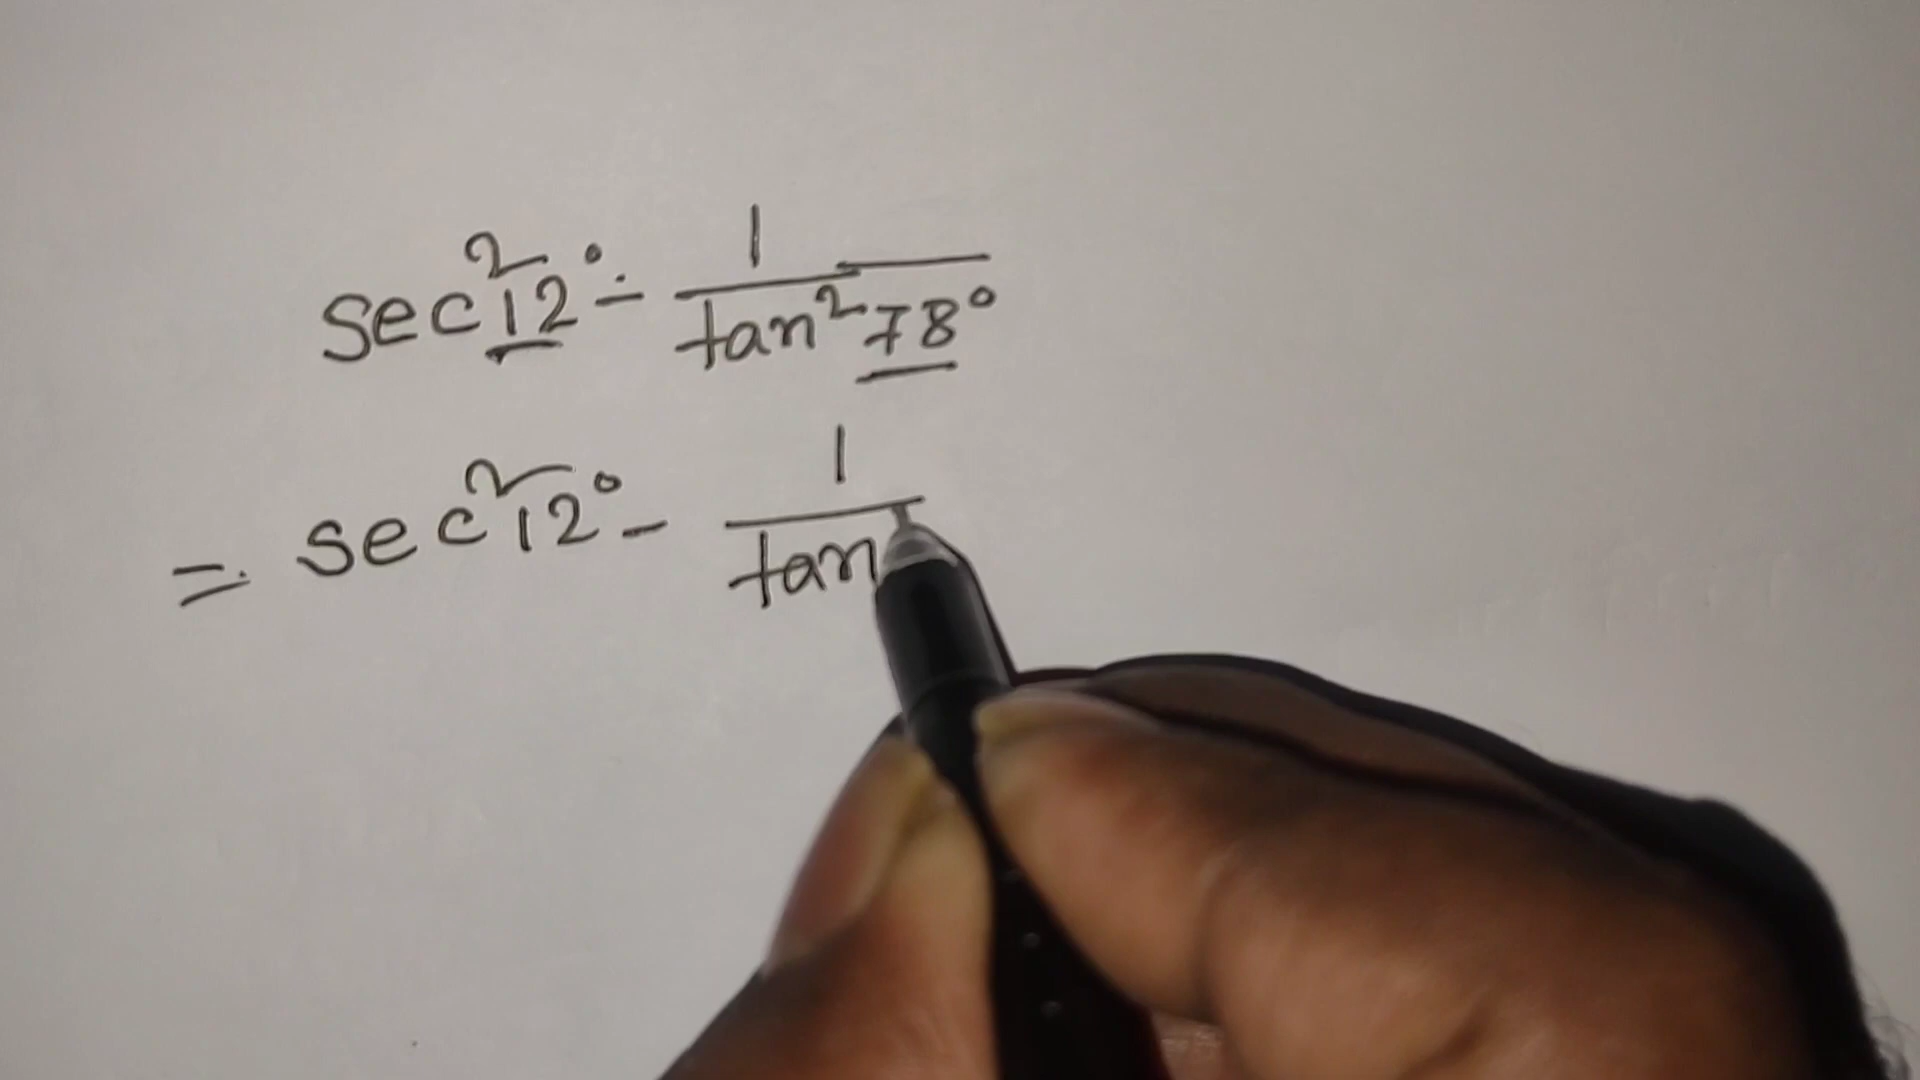 sec²12° - 1/tan²78°
= sec²12° - 1/tan